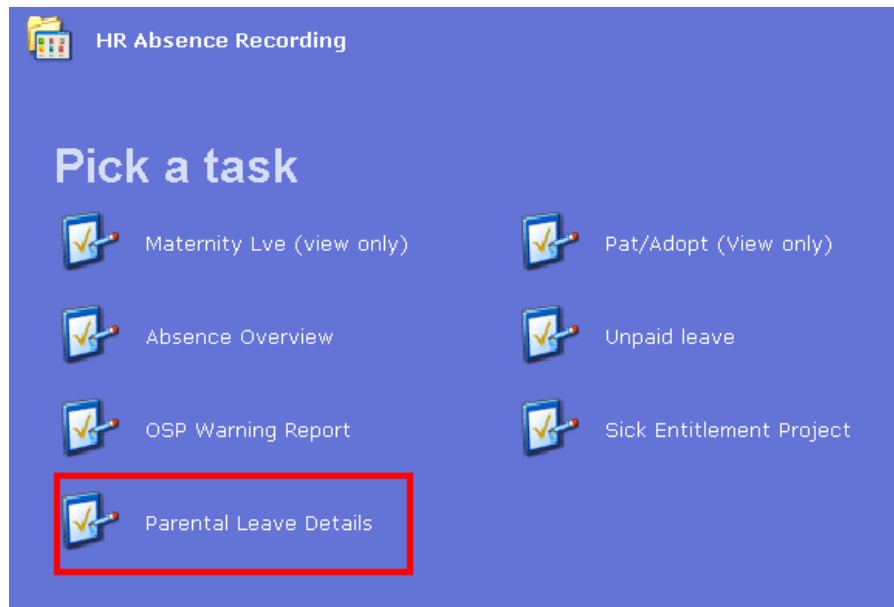 HR Absence Recording
Pick a task
Maternity Lve (view only)
Pat/Adopt (View only)
Absence Overview
Unpaid leave
OSP Warning Report
Sick Entitlement Project
Parental Leave Details